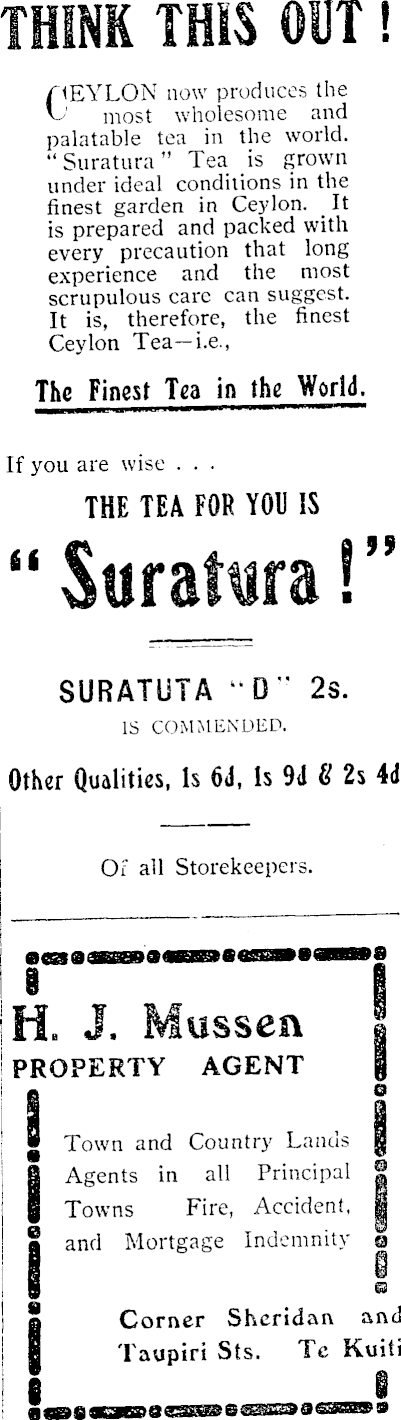 THINK THIS OUT !
CEYLON now produces the
most wholesome and
palatable tea in the world.
"Suratura" Tea is grown
under ideal conditions in the
finest garden in Ceylon. It
is prepared and packed with
every precaution that long
experience and the most
scrupulous care can suggest.
It is, therefore, the finest
Ceylon Tea—i.e.,
The Finest Tea in the World.
If you are wise . . .
THE TEA FOR YOU IS
"Suratura!"
SURATUTA "D" 2s.
IS COMMENDED.
Other Qualities, 1s 6d, 1s 9d & 2s 4d
Of all Storekeepers.
H. J. Mussen
PROPERTY AGENT
Town and Country Lands
Agents in all Principal
Towns Fire, Accident,
and Mortgage Indemnity
Corner Sheridan and
Taupiri Sts. Te Kuiti